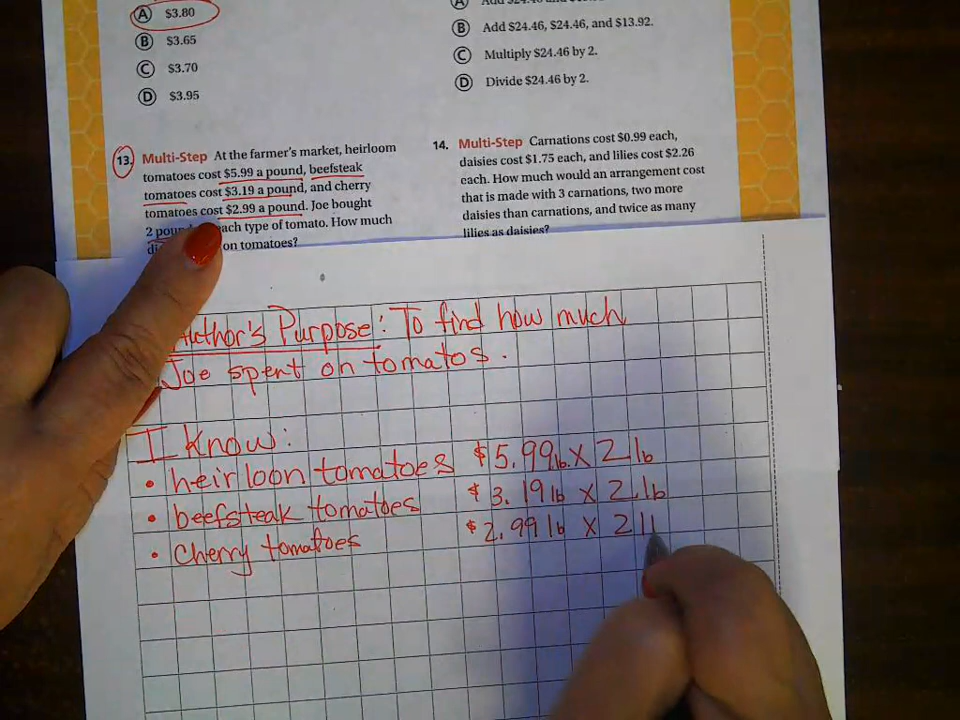 A $3.80
B $3.65
C $3.70
D $3.95
A
B Add $24.46, $24.46, and $13.92.
C Multiply $24.46 by 2.
D Divide $24.46 by 2.
13. Multi-Step At the farmer's market, heirloom
tomatoes cost $5.99 a pound, beefsteak
tomatoes cost $3.19 a pound, and cherry
tomatoes cost $2.99 a pound. Joe bought
2 each type of tomato. How much
on tomatoes?
14. Multi-Step Carnations cost $0.99 each,
daisies cost $1.75 each, and lilies cost $2.26
each. How much would an arrangement cost
that is made with 3 carnations, two more
daisies than carnations, and twice as many
lilies as daisies?
Author's Purpose: To find how much
Joe spent on tomatos.
I Know:
• heirloon tomatoes $5.99lb. x 2 lb
• beefsteak tomatoes $3.19 lb x 2 lb
• cherry tomatoes $2.99 lb x 2 l